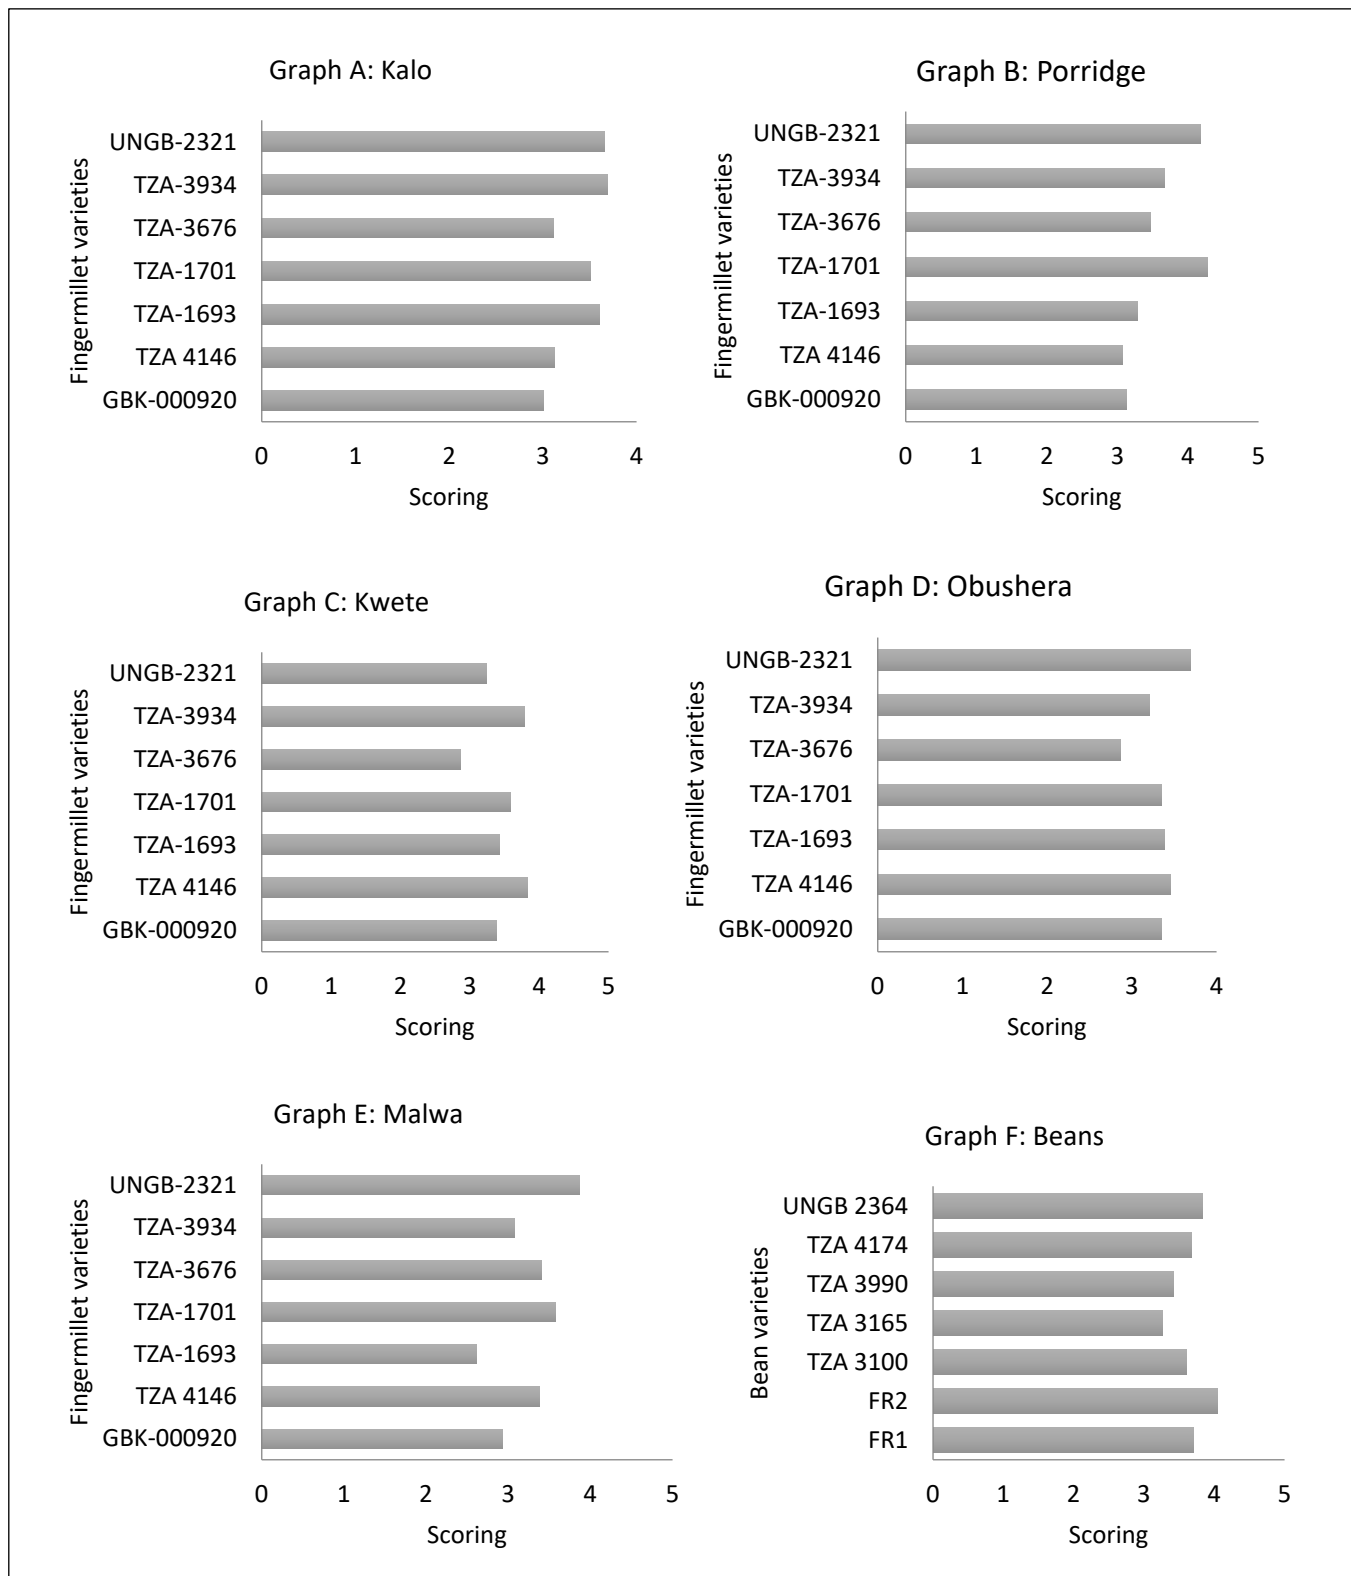 Graph A: Kalo
Fingermillet varieties
UNGB-2321
TZA-3934
TZA-3676
TZA-1701
TZA-1693
TZA 4146
GBK-000920
0 1 2 3 4
Scoring
Graph B: Porridge
Fingermillet varieties
UNGB-2321
TZA-3934
TZA-3676
TZA-1701
TZA-1693
TZA 4146
GBK-000920
0 1 2 3 4 5
Scoring
Graph C: Kwete
Fingermillet varieties
UNGB-2321
TZA-3934
TZA-3676
TZA-1701
TZA-1693
TZA 4146
GBK-000920
0 1 2 3 4 5
Scoring
Graph D: Obushera
Fingermillet varieties
UNGB-2321
TZA-3934
TZA-3676
TZA-1701
TZA-1693
TZA 4146
GBK-000920
0 1 2 3 4
Scoring
Graph E: Malwa
Fingermillet varieties
UNGB-2321
TZA-3934
TZA-3676
TZA-1701
TZA-1693
TZA 4146
GBK-000920
0 1 2 3 4 5
Scoring
Graph F: Beans
Bean varieties
UNGB 2364
TZA 4174
TZA 3990
TZA 3165
TZA 3100
FR2
FR1
0 1 2 3 4 5
Scoring